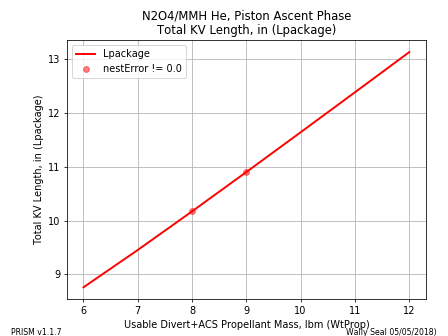 N2O4/MMH He, Piston Ascent Phase
Total KV Length, in (Lpackage)
Lpackage
nestError != 0.0
Total KV Length, in (Lpackage)
13
12
11
10
9
6 7 8 9 10 11 12
Usable Divert+ACS Propellant Mass, lbm (WtProp)
PRISM v1.1.7
Wally Seal 05/05/2018)